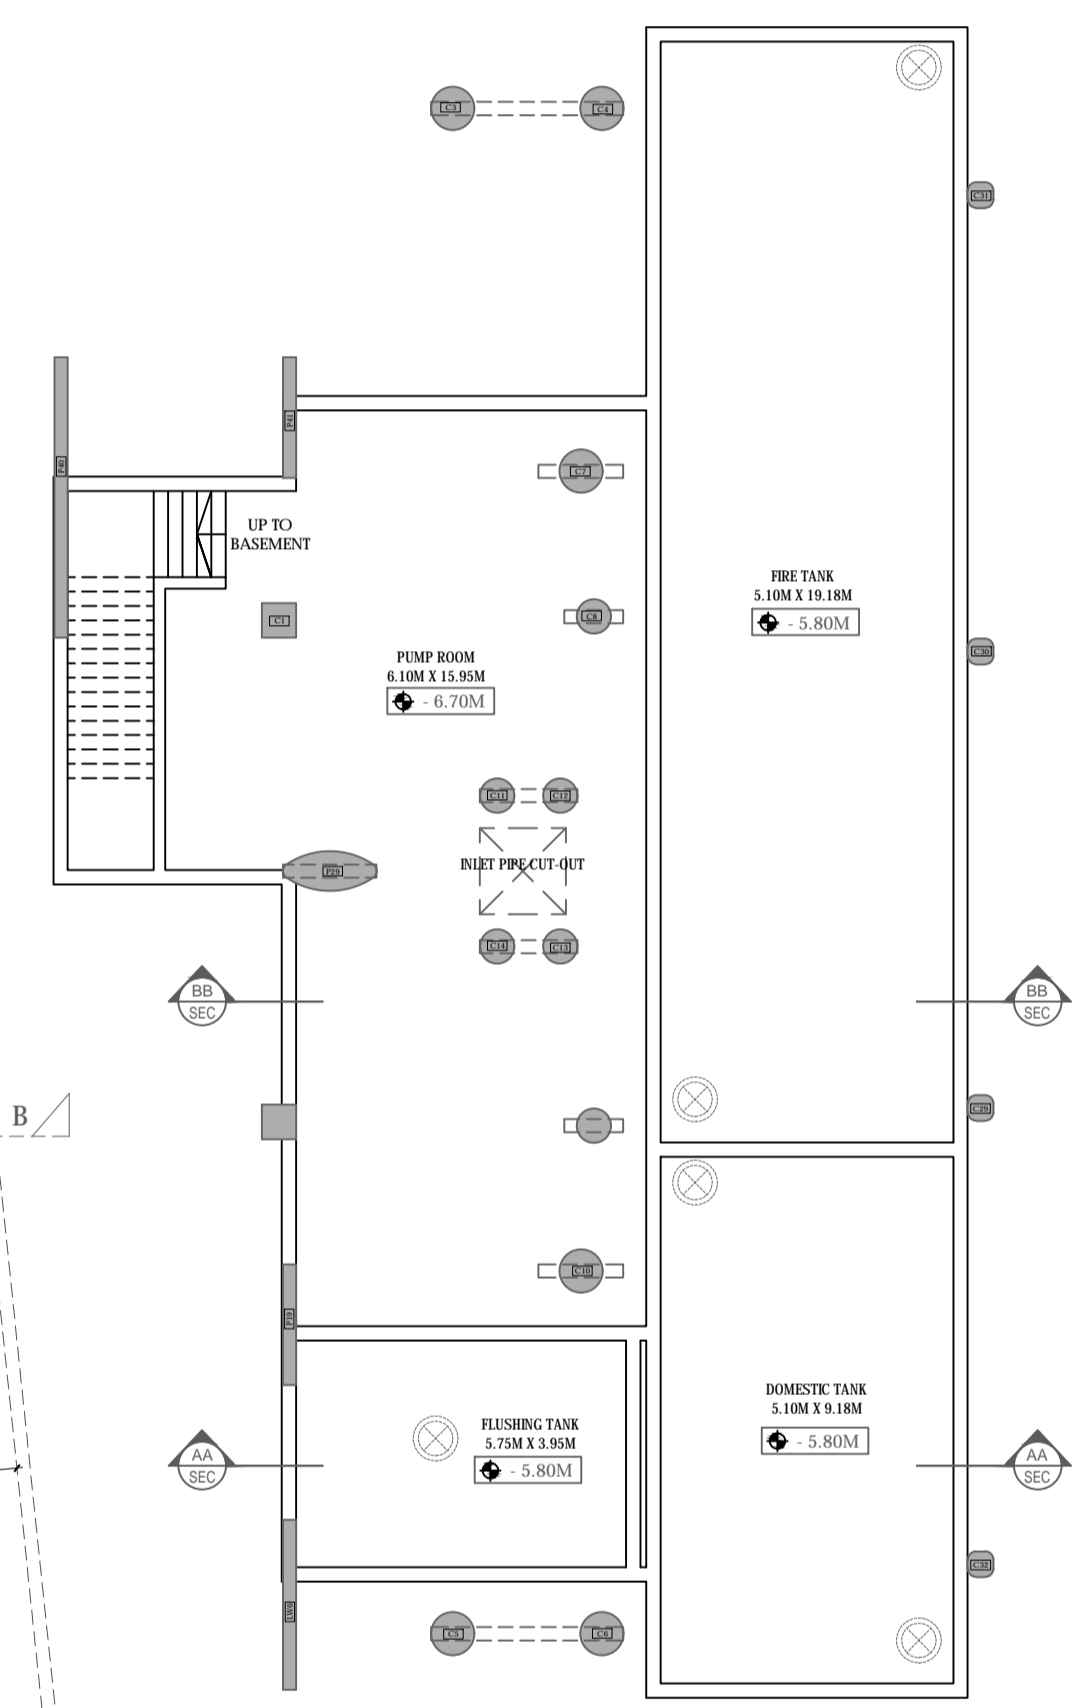 C3
C4
C31
P41
P40
C7
UP TO
BASEMENT
FIRE TANK
5.10M X 19.18M
- 5.80M
C1
C8
C30
PUMP ROOM
6.10M X 15.95M
- 6.70M
C11
C12
INLET PIPE CUT-OUT
P29
C14
C13
BB
SEC
BB
SEC
B
C29
C10
P19
DOMESTIC TANK
5.10M X 9.18M
- 5.80M
FLUSHING TANK
5.75M X 3.95M
- 5.80M
AA
SEC
AA
SEC
C32
LW6
C5
C6